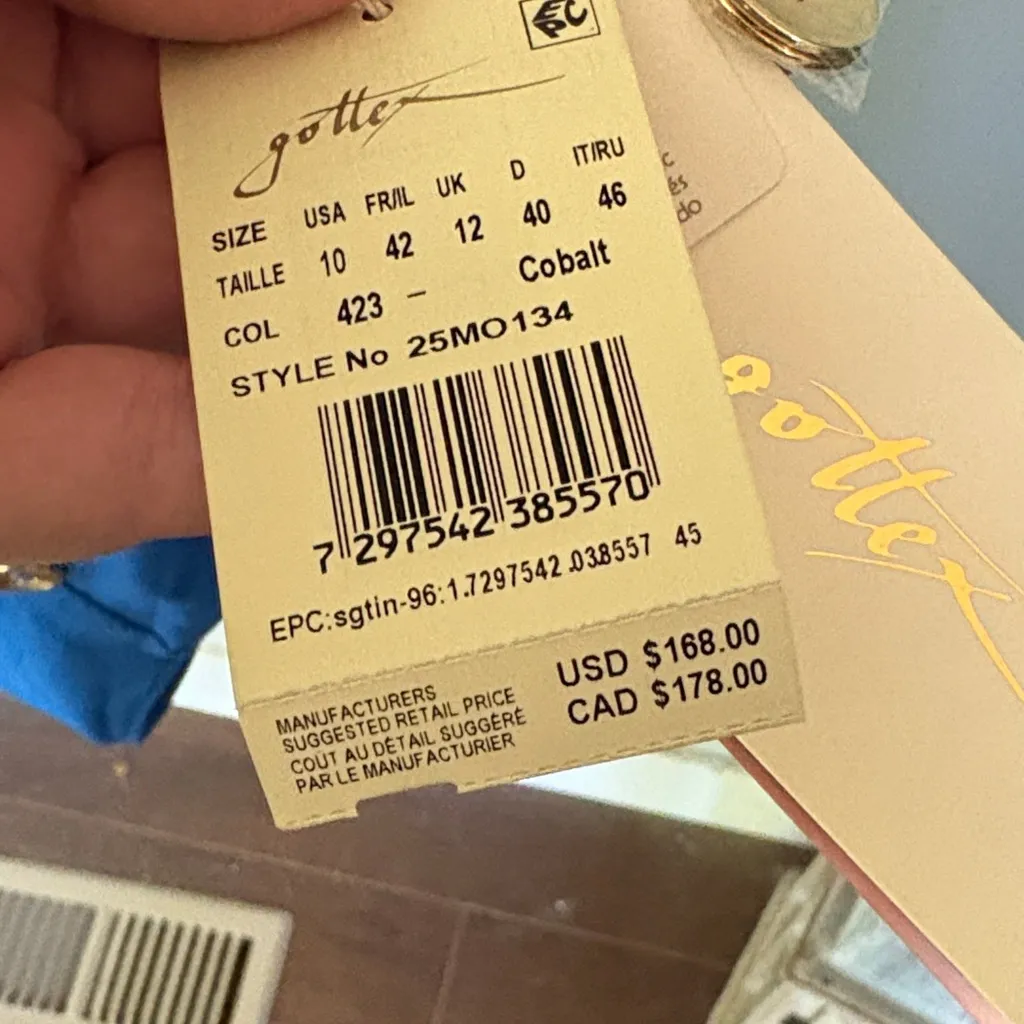 EPC
gottex
SIZE USA FR/IL UK D IT/RU
TAILLE 10 42 12 40 46
COL 423 – Cobalt
STYLE No 25MO134
7 297542 385570
EPC:sgtin-96:1.7297542.038557 45
MANUFACTURERS
SUGGESTED RETAIL PRICE
COÛT AU DÉTAIL SUGGÉRÉ
PAR LE MANUFACTURIER
USD $168.00
CAD $178.00
gottex